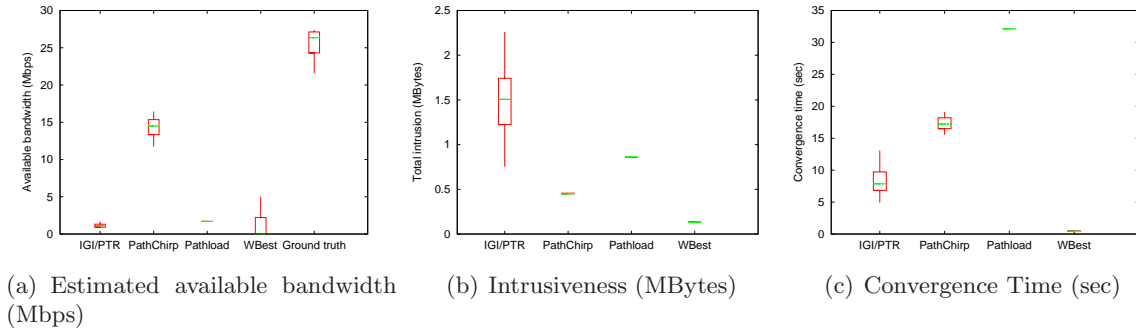 30
25
20
15
10
5
0
Available bandwidth (Mbps)
IGI/PTR PathChirp Pathload WBest Ground truth
(a) Estimated available bandwidth
(Mbps)
2.5
2
1.5
1
0.5
0
Total intrusion (MBytes)
IGI/PTR PathChirp Pathload WBest
(b) Intrusiveness (MBytes)
35
30
25
20
15
10
5
0
Convergence time (sec)
IGI/PTR PathChirp Pathload WBest
(c) Convergence Time (sec)